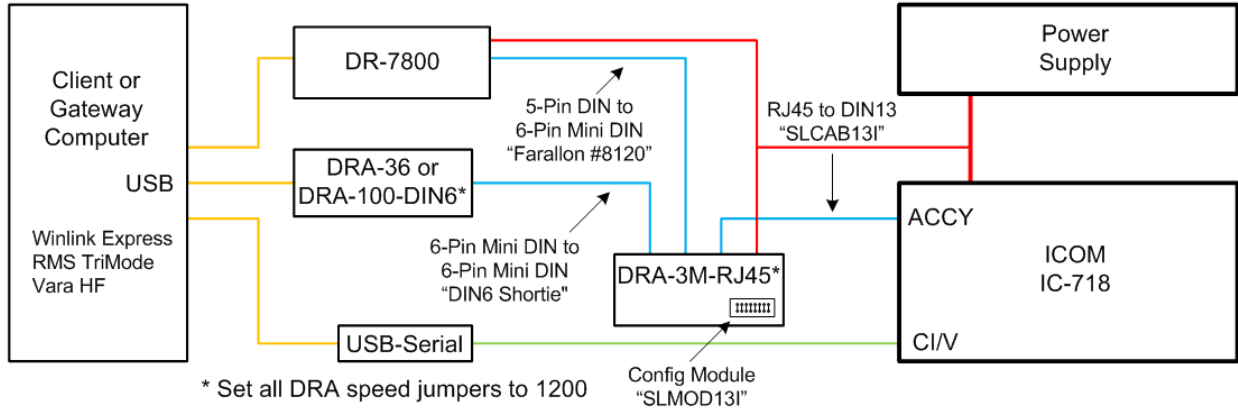 Client or
Gateway
Computer
USB
Winlink Express
RMS TriMode
Vara HF
DR-7800
5-Pin DIN to
6-Pin Mini DIN
“Farallon #8120”
DRA-36 or
DRA-100-DIN6*
6-Pin Mini DIN to
6-Pin Mini DIN
“DIN6 Shortie"
USB-Serial
* Set all DRA speed jumpers to 1200
DRA-3M-RJ45*
Config Module
“SLMOD13I”
RJ45 to DIN13
“SLCAB13I”
Power
Supply
ACCY
ICOM
IC-718
CI/V